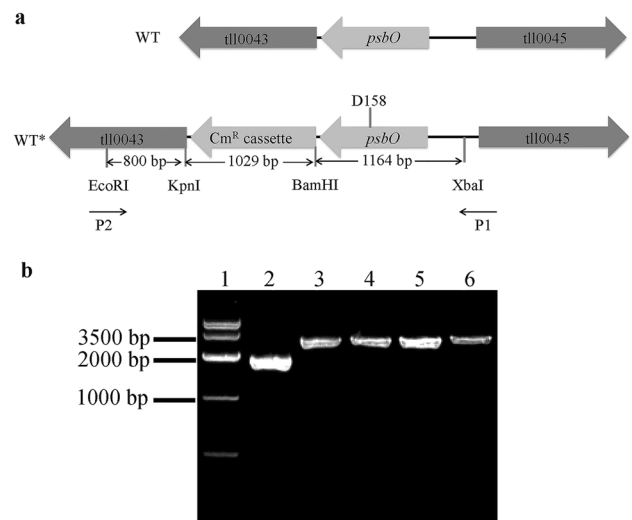 a
WT
tll0043
psbO
tll0045
D158
WT*
tll0043
CmR cassette
psbO
tll0045
800 bp
1029 bp
1164 bp
EcoRI
KpnI
BamHI
XbaI
P2
P1
b
1 2 3 4 5 6
3500 bp
2000 bp
1000 bp